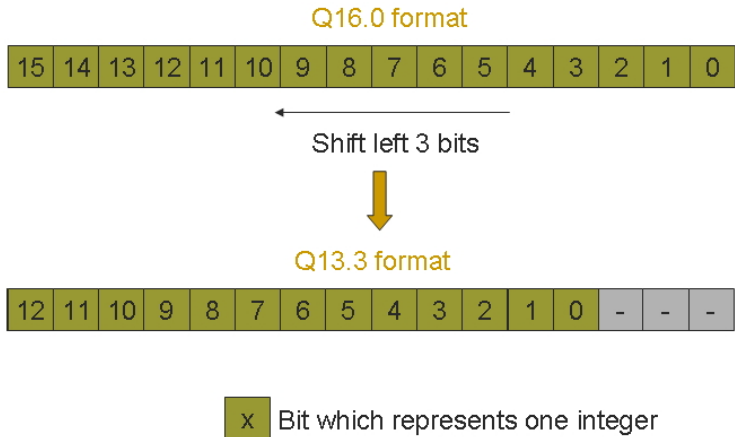 Q16.0 format
15 14 13 12 11 10 9 8 7 6 5 4 3 2 1 0
Shift left 3 bits
Q13.3 format
12 11 10 9 8 7 6 5 4 3 2 1 0 - - -
x Bit which represents one integer